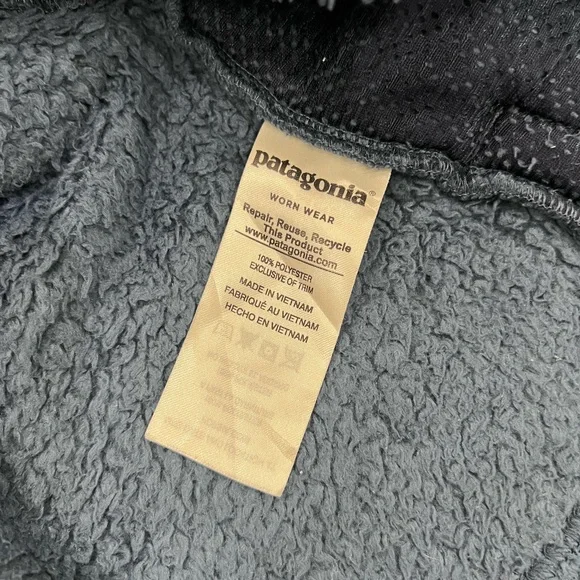 patagonia®
WORN WEAR
Repair, Reuse, Recycle
This Product
www.patagonia.com
100% POLYESTER
EXCLUSIVE OF TRIM
MADE IN VIETNAM
FABRIQUÉ AU VIETNAM
HECHO EN VIETNAM